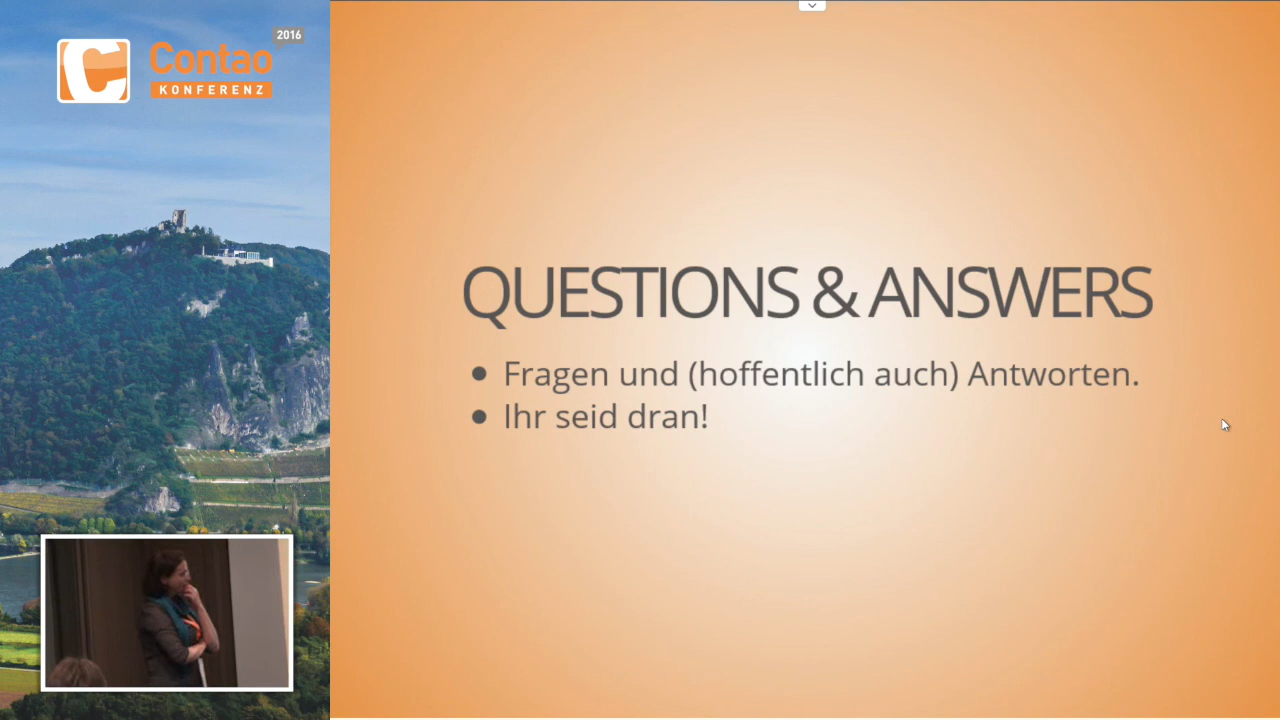 2016
Contao
KONFERENZ
QUESTIONS & ANSWERS
Fragen und (hoffentlich auch) Antworten.
Ihr seid dran!